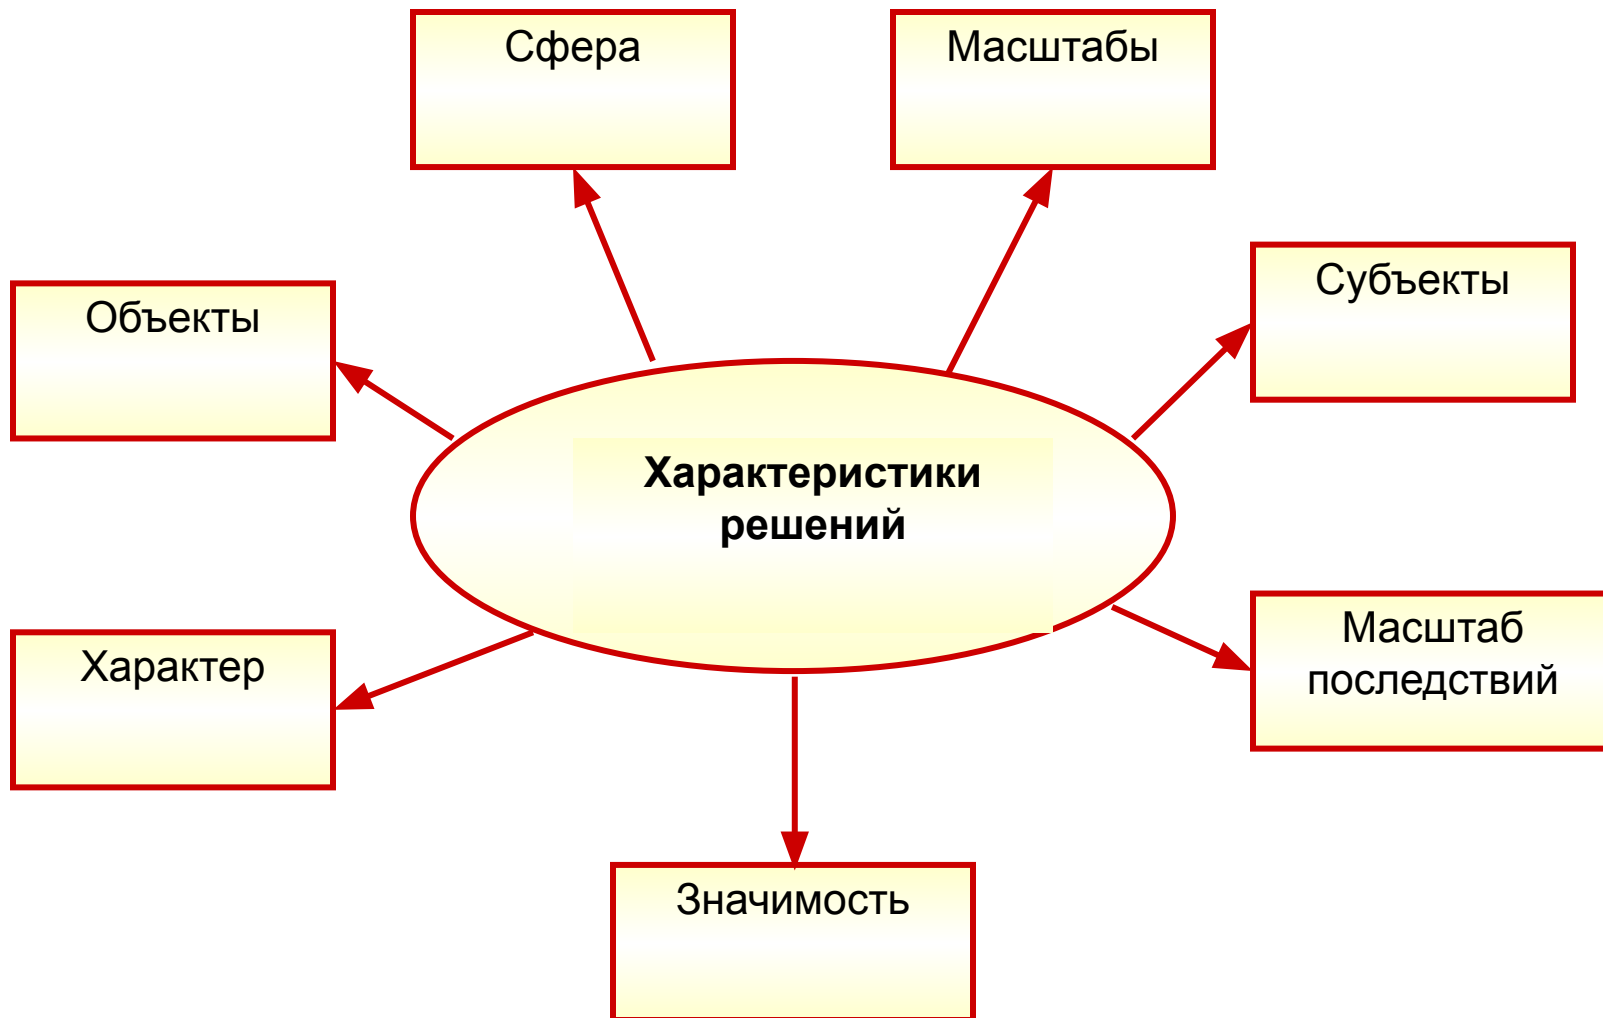 Сфера
Масштабы
Субъекты
Объекты
Характеристики
решений
Масштаб
последствий
Характер
Значимость